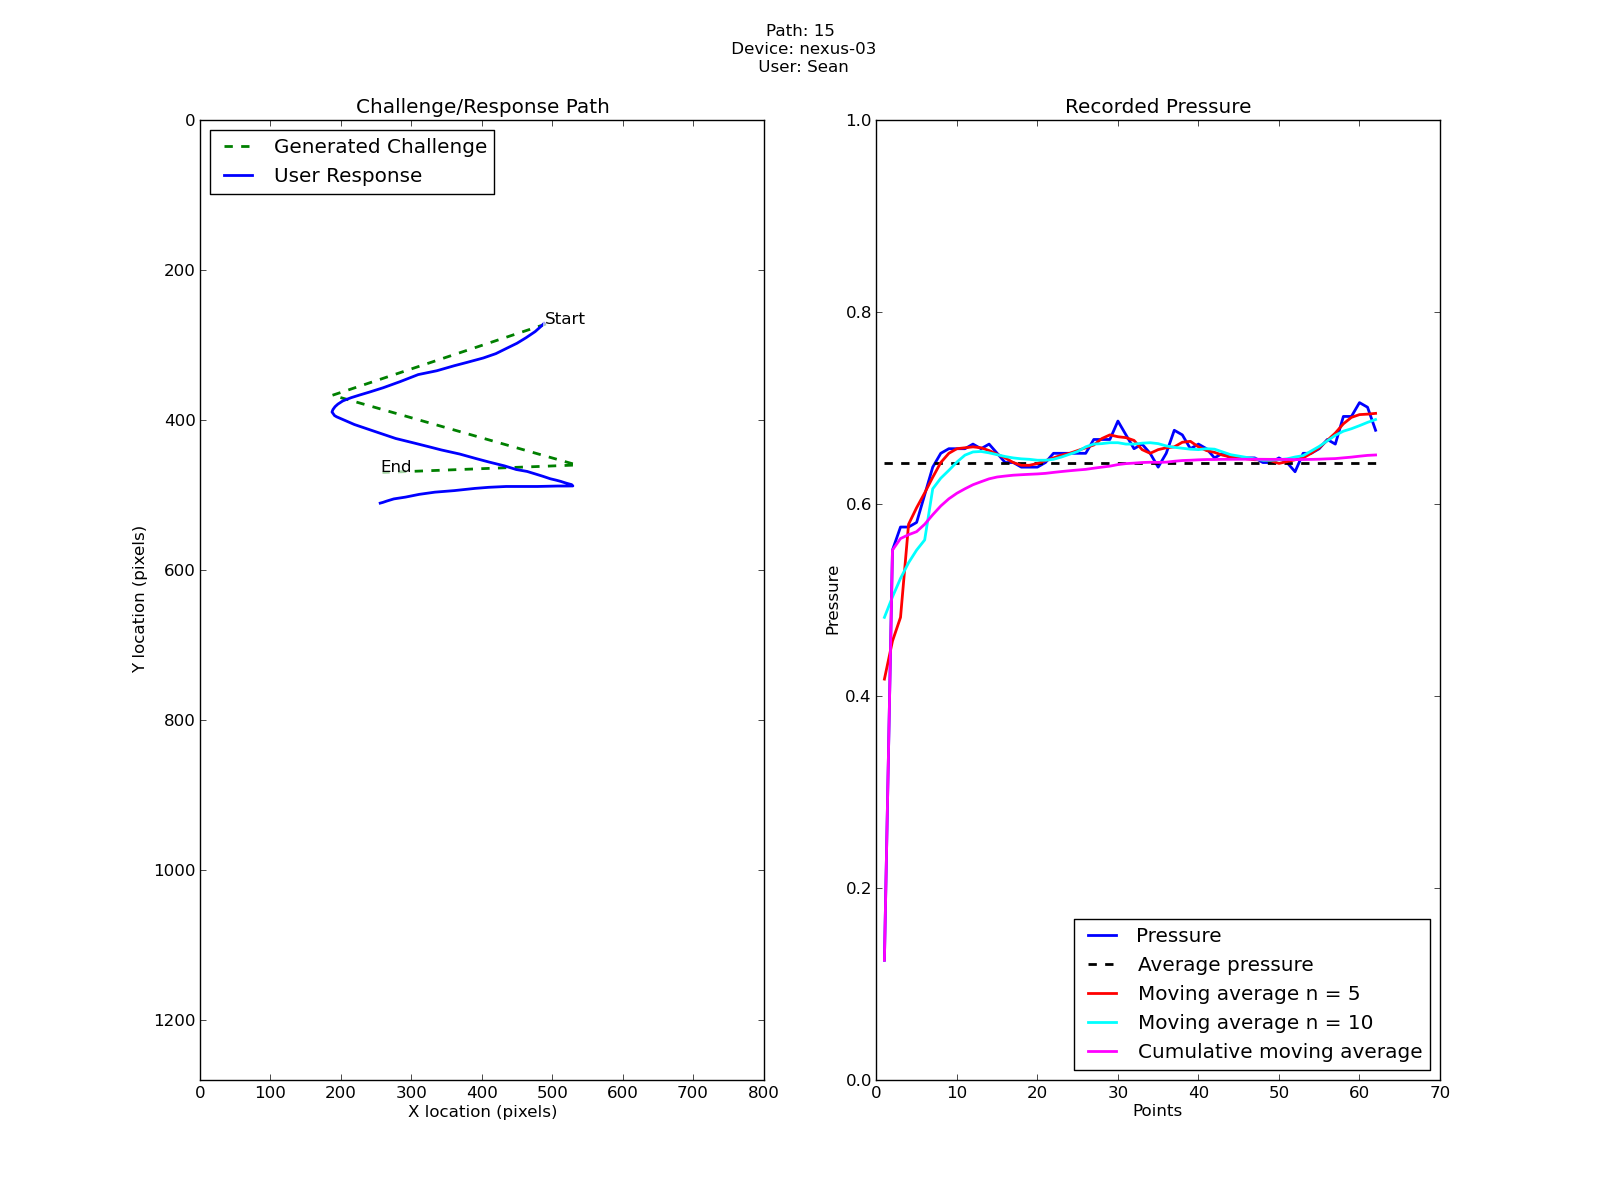 Path: 15
Device: nexus-03
User: Sean
Challenge/Response Path
Generated Challenge
User Response
Start
End
0
200
400
600
800
1000
1200
Y location (pixels)
0 100 200 300 400 500 600 700 800
X location (pixels)
Recorded Pressure
1.0
0.8
0.6
0.4
0.2
0.0
Pressure
Pressure
Average pressure
Moving average n = 5
Moving average n = 10
Cumulative moving average
0 10 20 30 40 50 60 70
Points